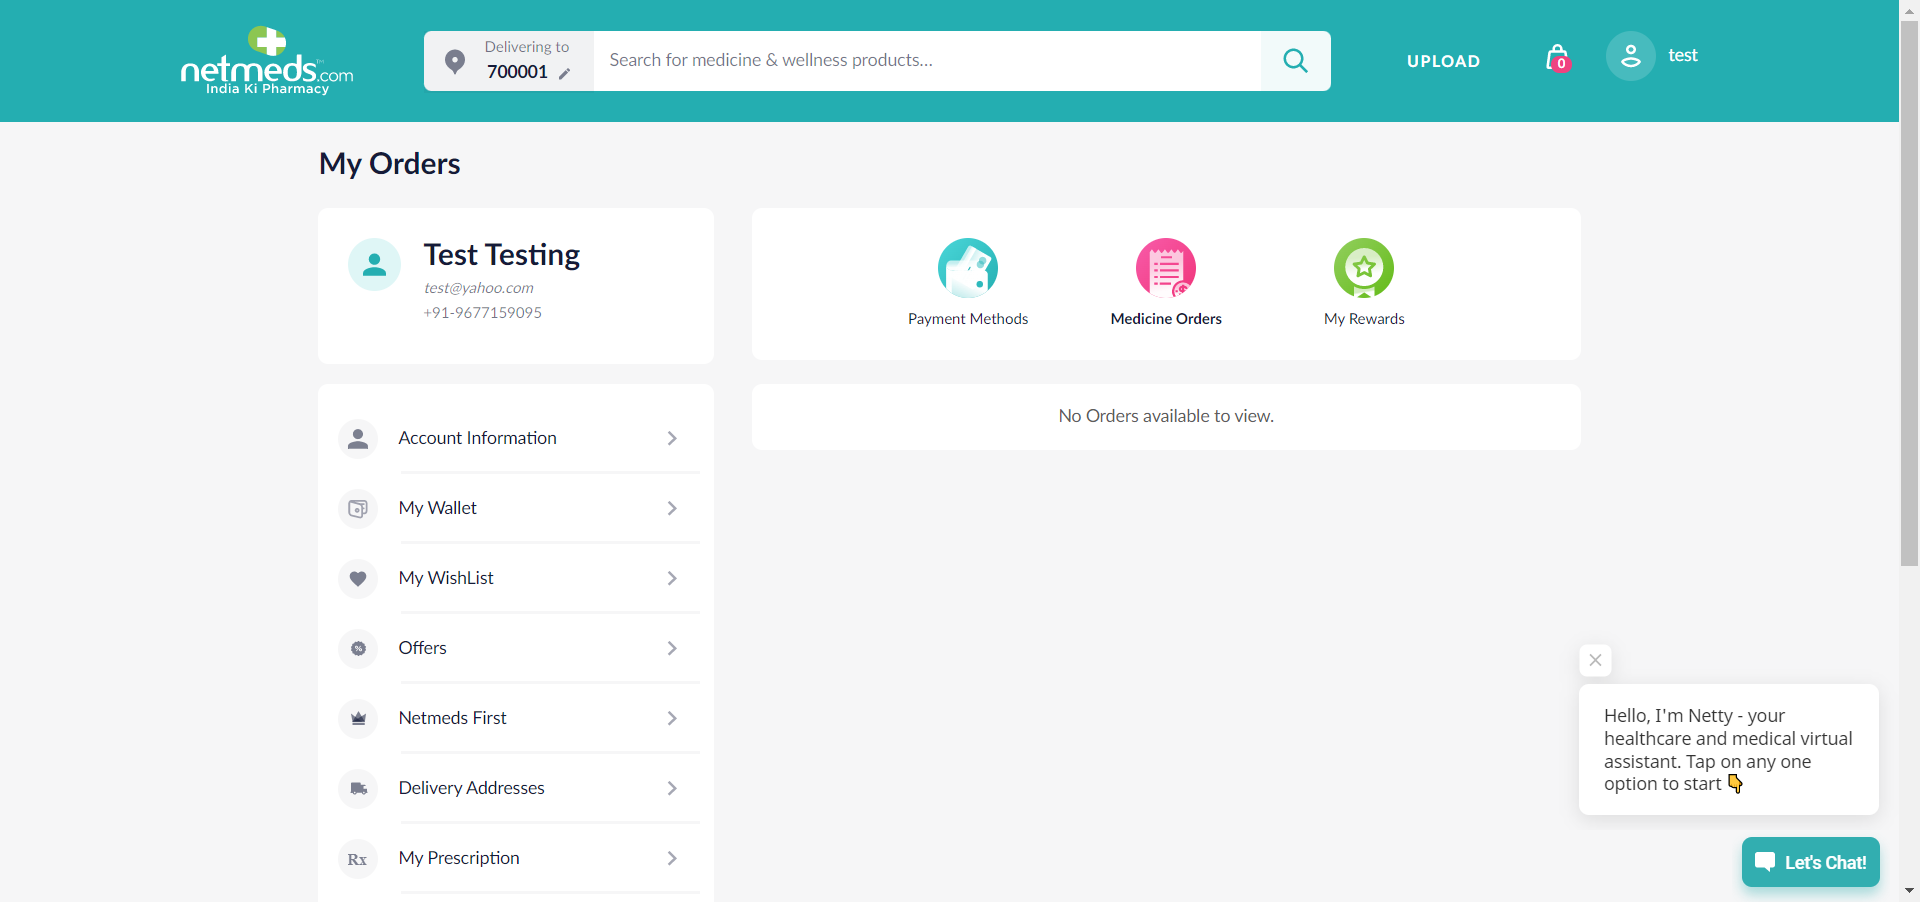 netmeds.com
India Ki Pharmacy
Delivering to
700001
Search for medicine & wellness products...
UPLOAD
0
test
My Orders
Test Testing
test@yahoo.com
+91-9677159095
Payment Methods
Medicine Orders
My Rewards
No Orders available to view.
Account Information
My Wallet
My WishList
Offers
Netmeds First
Delivery Addresses
Rx
My Prescription
Hello, I'm Netty - your
healthcare and medical virtual
assistant. Tap on any one
option to start 👇
Let's Chat!